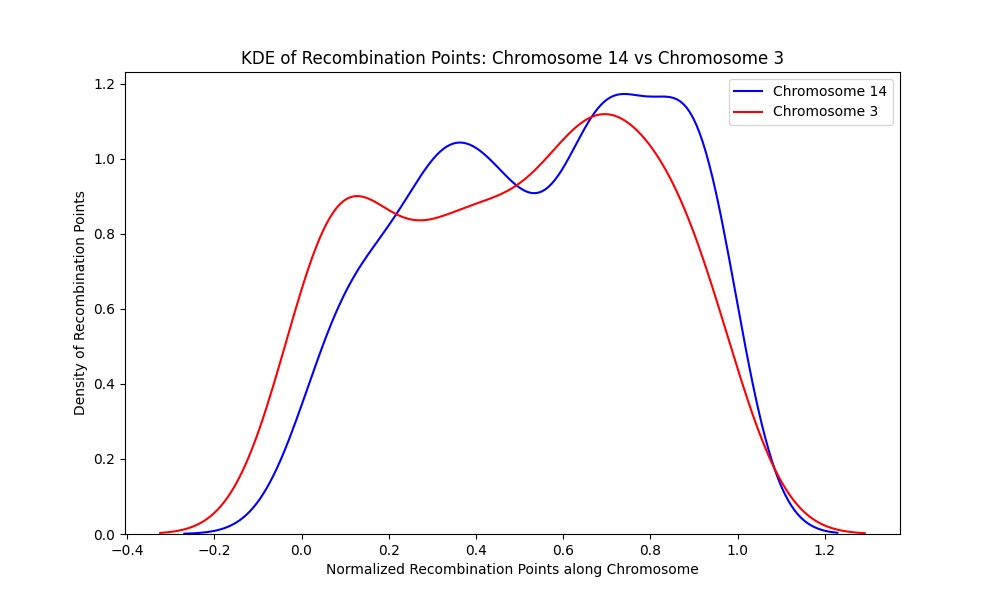 KDE of Recombination Points: Chromosome 14 vs Chromosome 3
Chromosome 14
Chromosome 3
Density of Recombination Points
1.2
1.0
0.8
0.6
0.4
0.2
0.0
−0.4 −0.2 0.0 0.2 0.4 0.6 0.8 1.0 1.2
Normalized Recombination Points along Chromosome